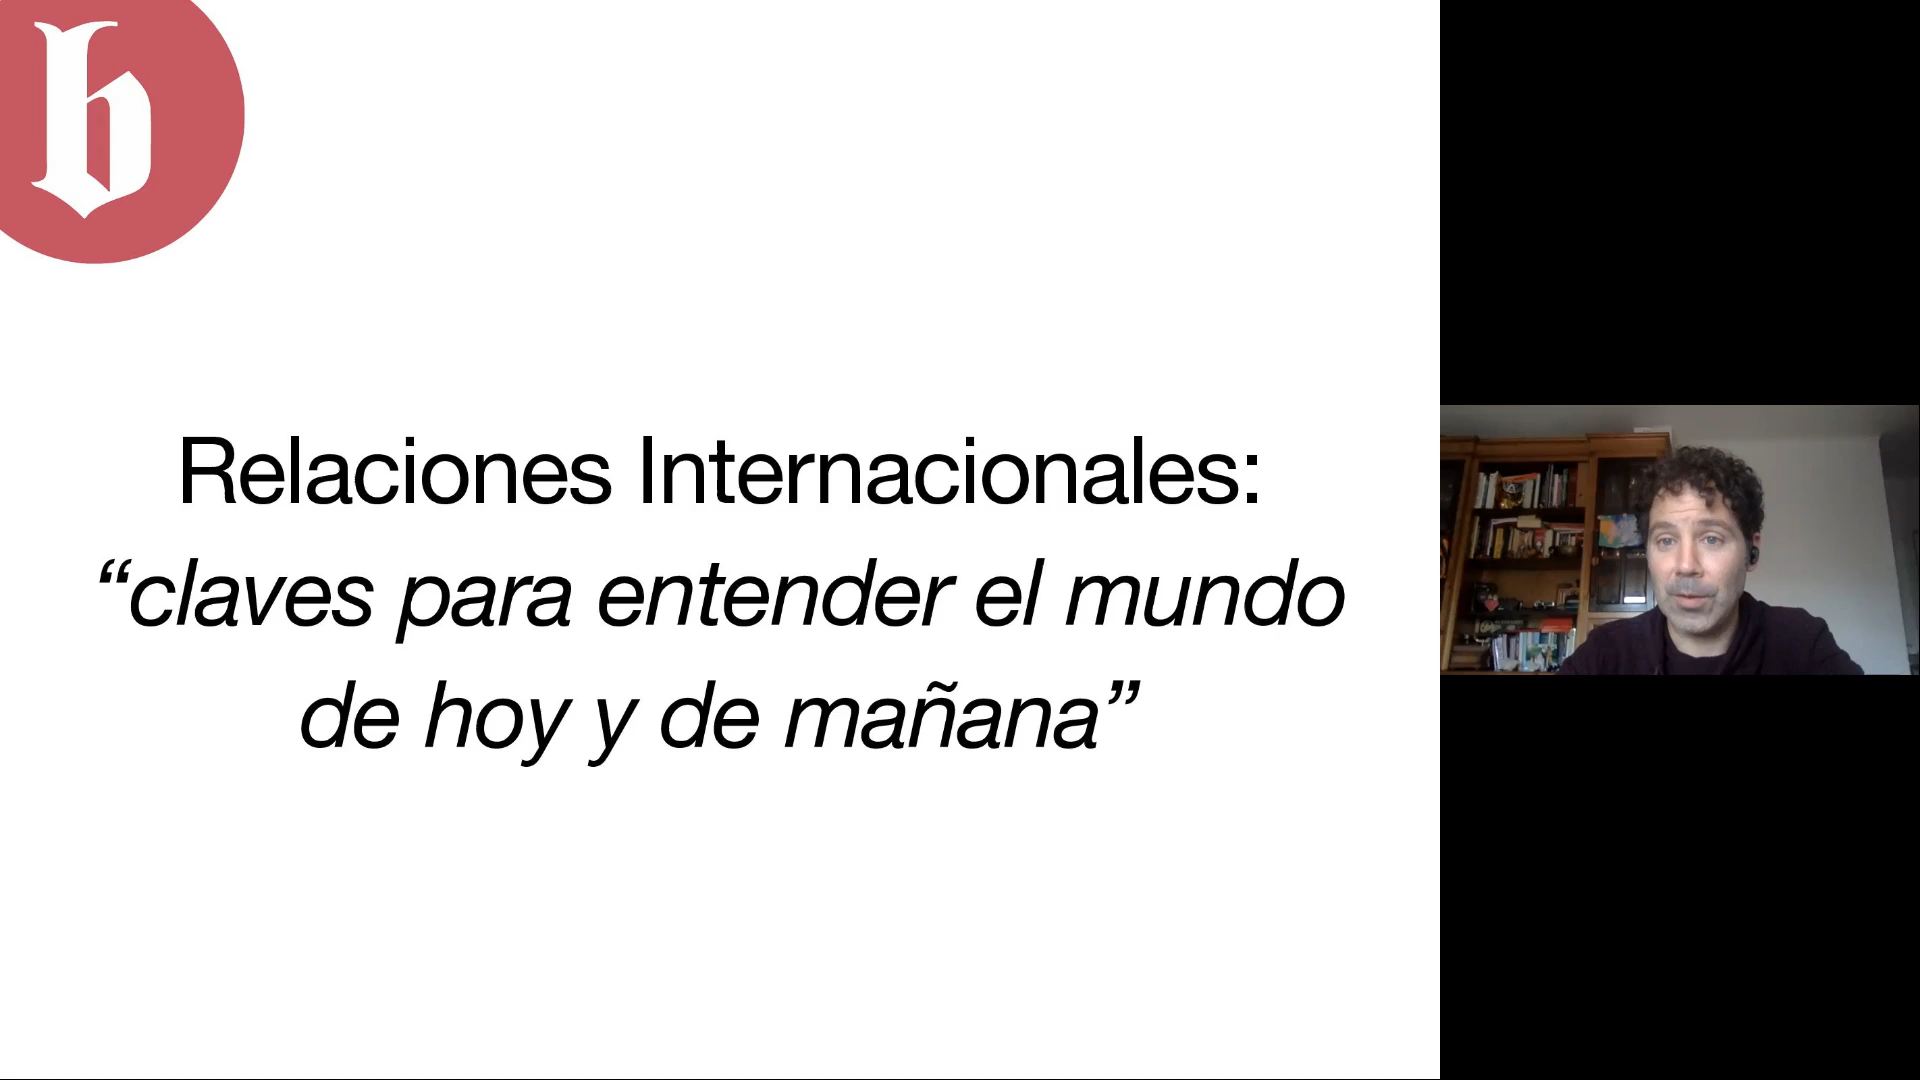 b
Relaciones Internacionales:
“claves para entender el mundo
de hoy y de mañana”